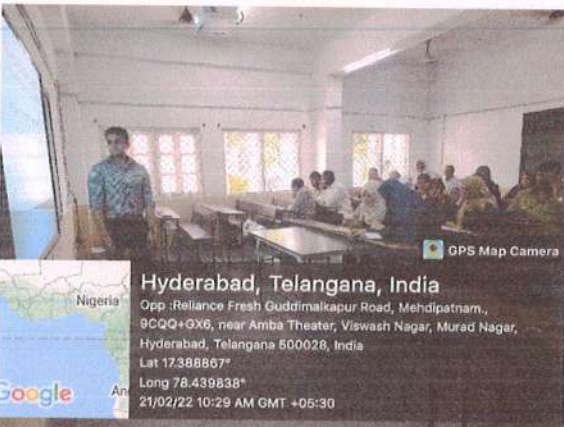 GPS Map Camera
Hyderabad, Telangana, India
Opp :Reliance Fresh Guddimalkapur Road, Mehdipatnam.,
9CQQ+GX6, near Amba Theater, Viswash Nagar, Murad Nagar,
Hyderabad, Telangana 500028, India
Lat 17.388867°
Long 78.439838°
21/02/22 10:29 AM GMT +05:30
Nigeria
An
Google